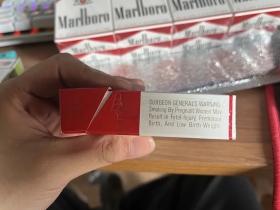 Marlboro Marlboro Marlboro Marlboro
SURGEON GENERAL'S WARNING:
Smoking By Pregnant Women May
Result in Fetal Injury, Premature
Birth, And Low Birth Weight.